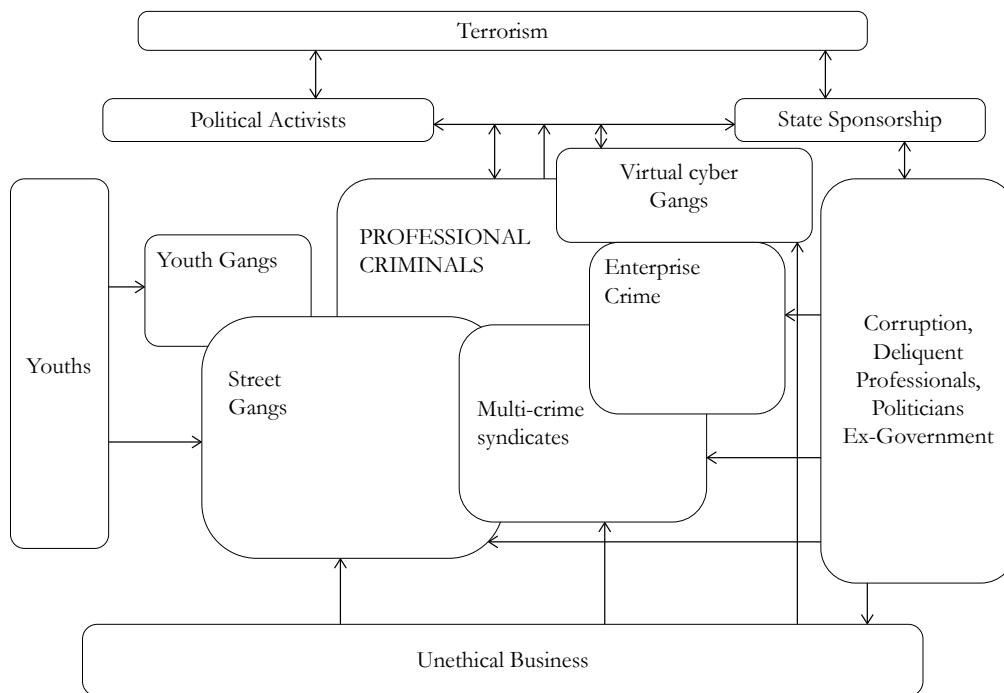 Terrorism
Political Activists
State Sponsorship
Virtual cyber
Gangs
PROFESSIONAL
CRIMINALS
Youth Gangs
Enterprise
Crime
Youths
Street
Gangs
Multi-crime
syndicates
Corruption,
Deliquent
Professionals,
Politicians
Ex-Government
Unethical Business